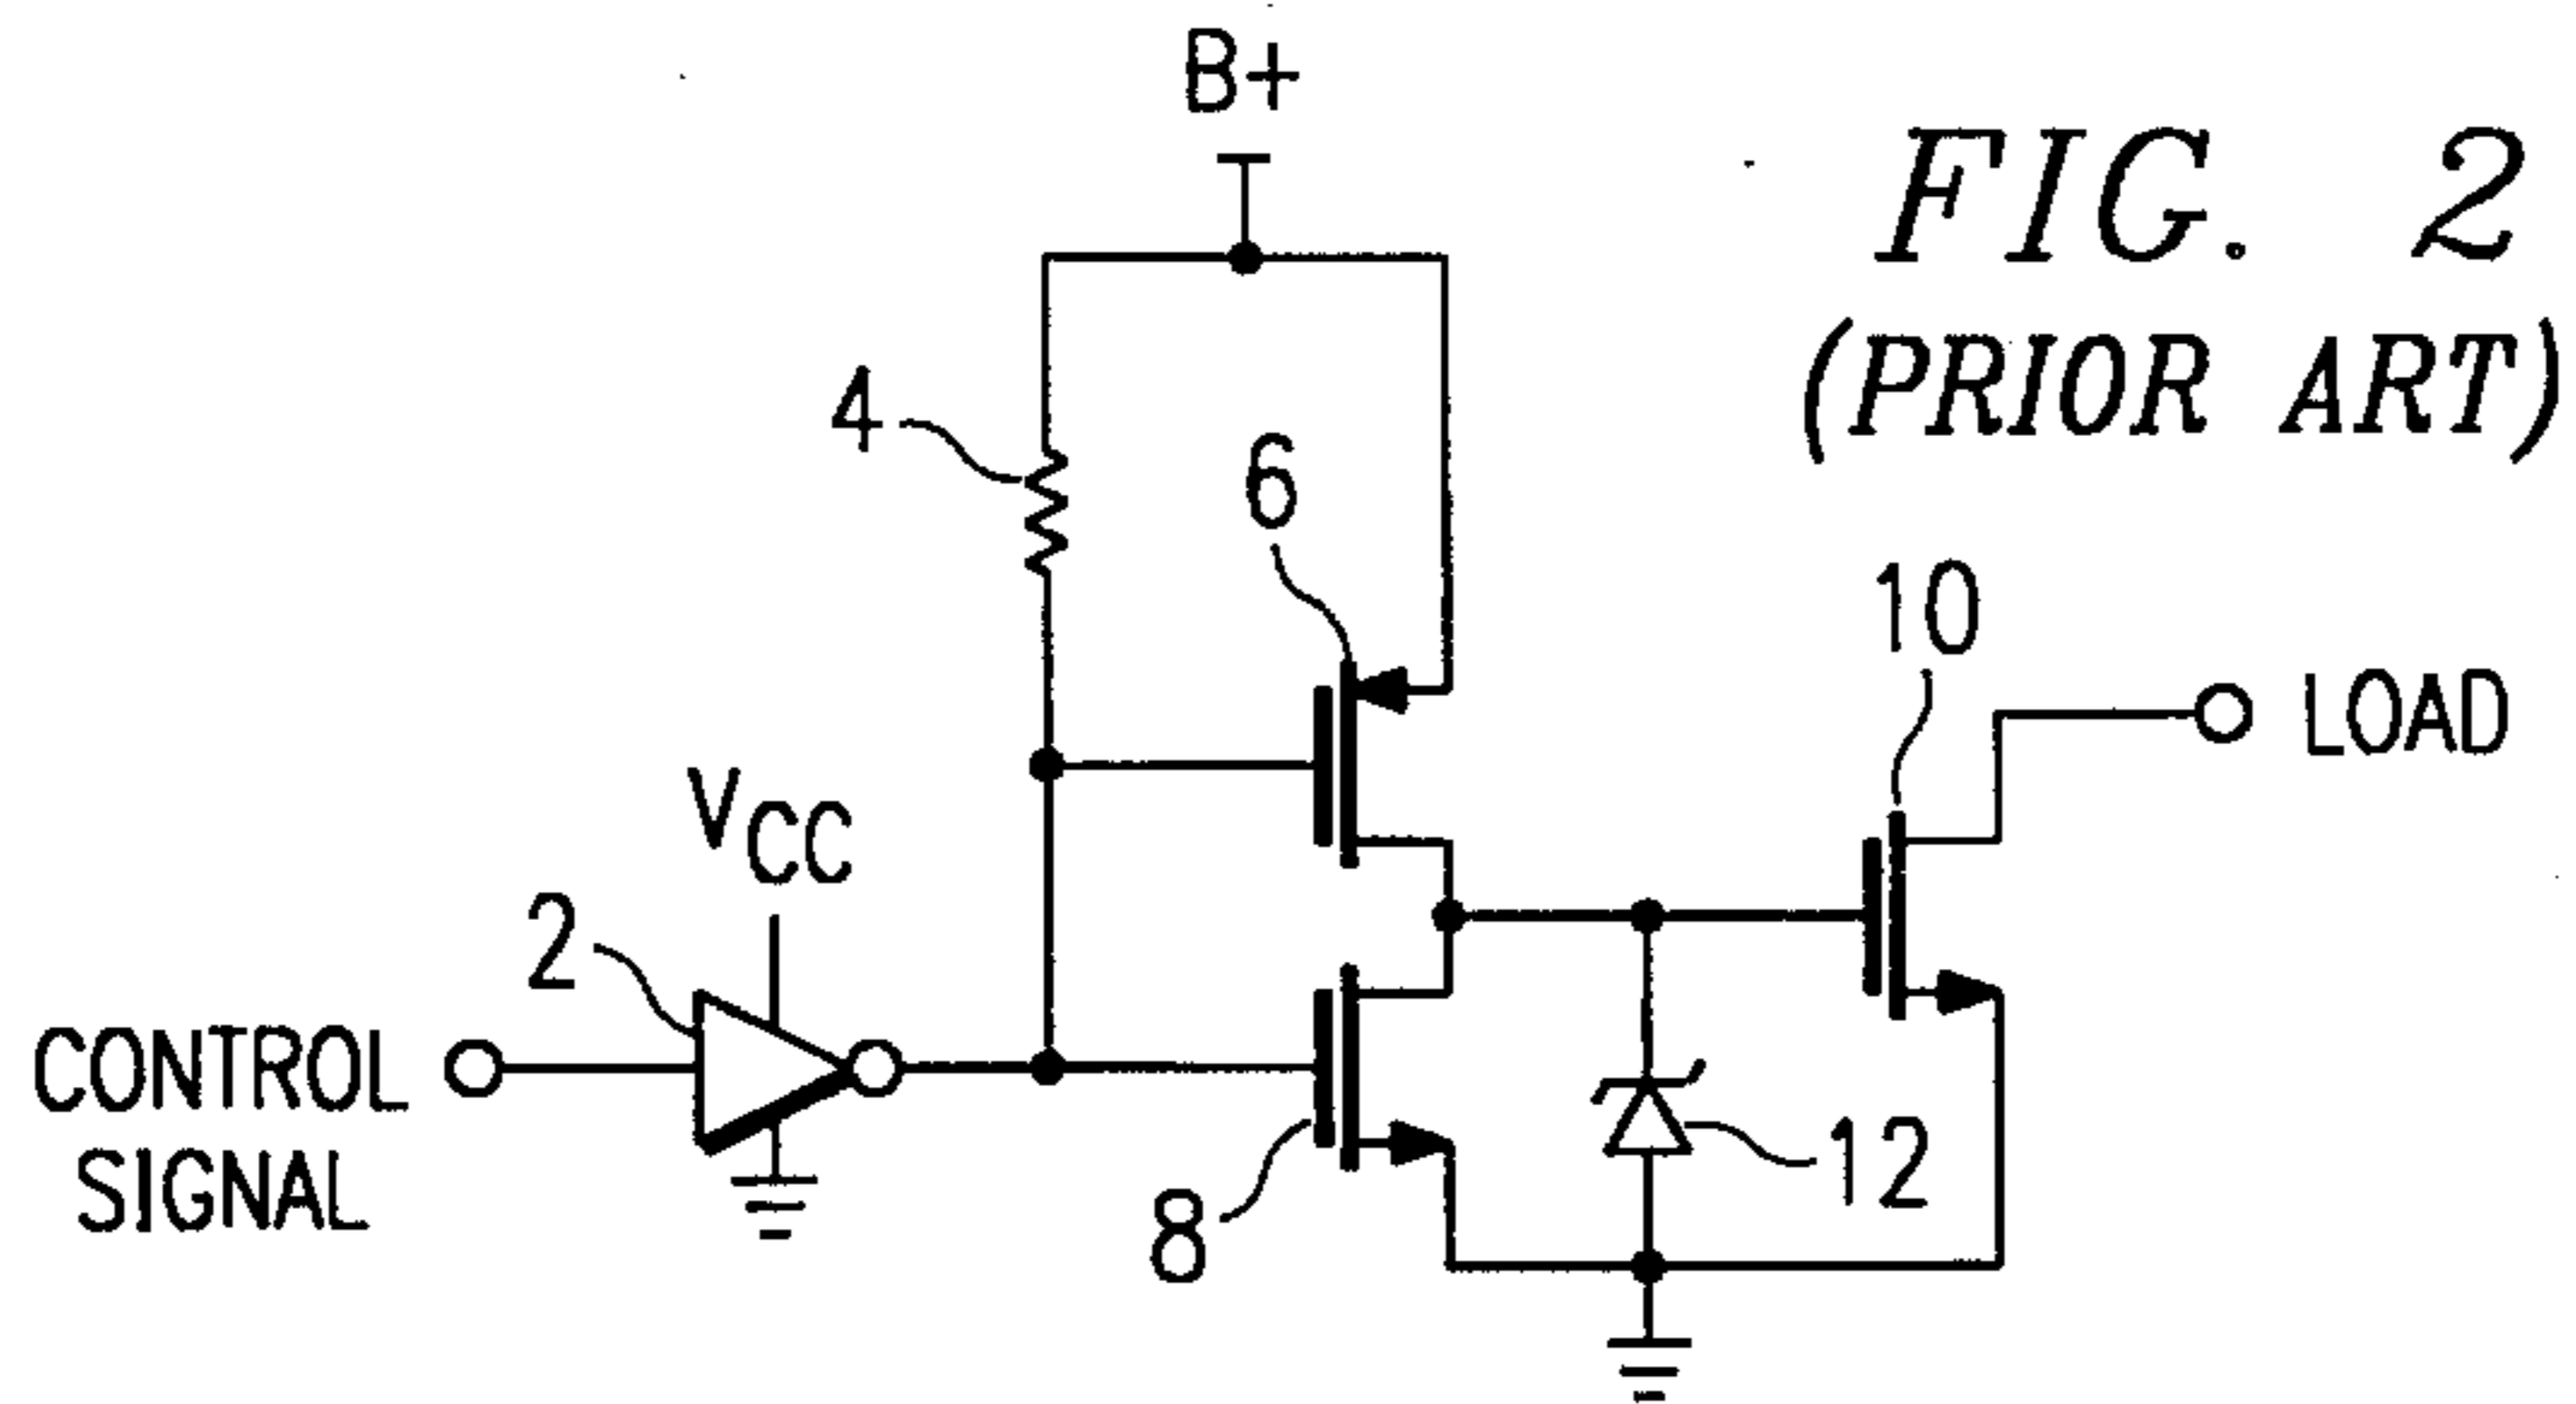 B+
FIG. 2
(PRIOR ART)
4
6
10
LOAD
VCC
2
CONTROL
SIGNAL
8
12